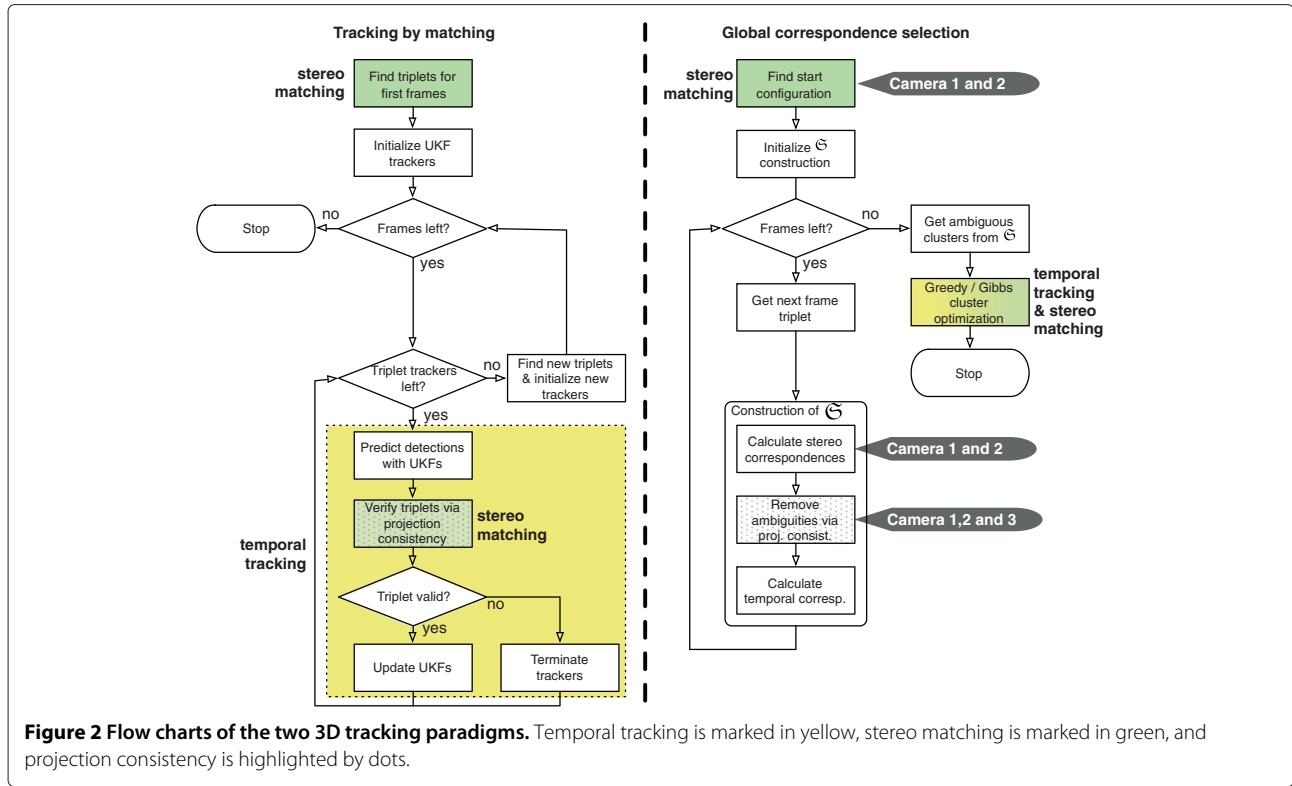 Tracking by matching
stereo
matching
Find triplets for
first frames
Initialize UKF
trackers
Frames left?
no
Stop
yes
Triplet trackers
left?
no
Find new triplets
& initialize new
trackers
yes
temporal
tracking
Predict detections
with UKFs
Verify triplets via
projection
consistency
stereo
matching
Triplet valid?
no
yes
Update UKFs
Terminate
trackers
Global correspondence selection
stereo
matching
Find start
configuration
Camera 1 and 2
Initialize 𝔖
construction
Frames left?
no
Get ambiguous
clusters from 𝔖
yes
Get next frame
triplet
Greedy / Gibbs
cluster
optimization
temporal
tracking
& stereo
matching
Stop
Construction of 𝔖
Calculate stereo
correspondences
Camera 1 and 2
Remove
ambiguities via
proj. consist.
Camera 1,2 and 3
Calculate
temporal corresp.
Figure 2 Flow charts of the two 3D tracking paradigms. Temporal tracking is marked in yellow, stereo matching is marked in green, and
projection consistency is highlighted by dots.